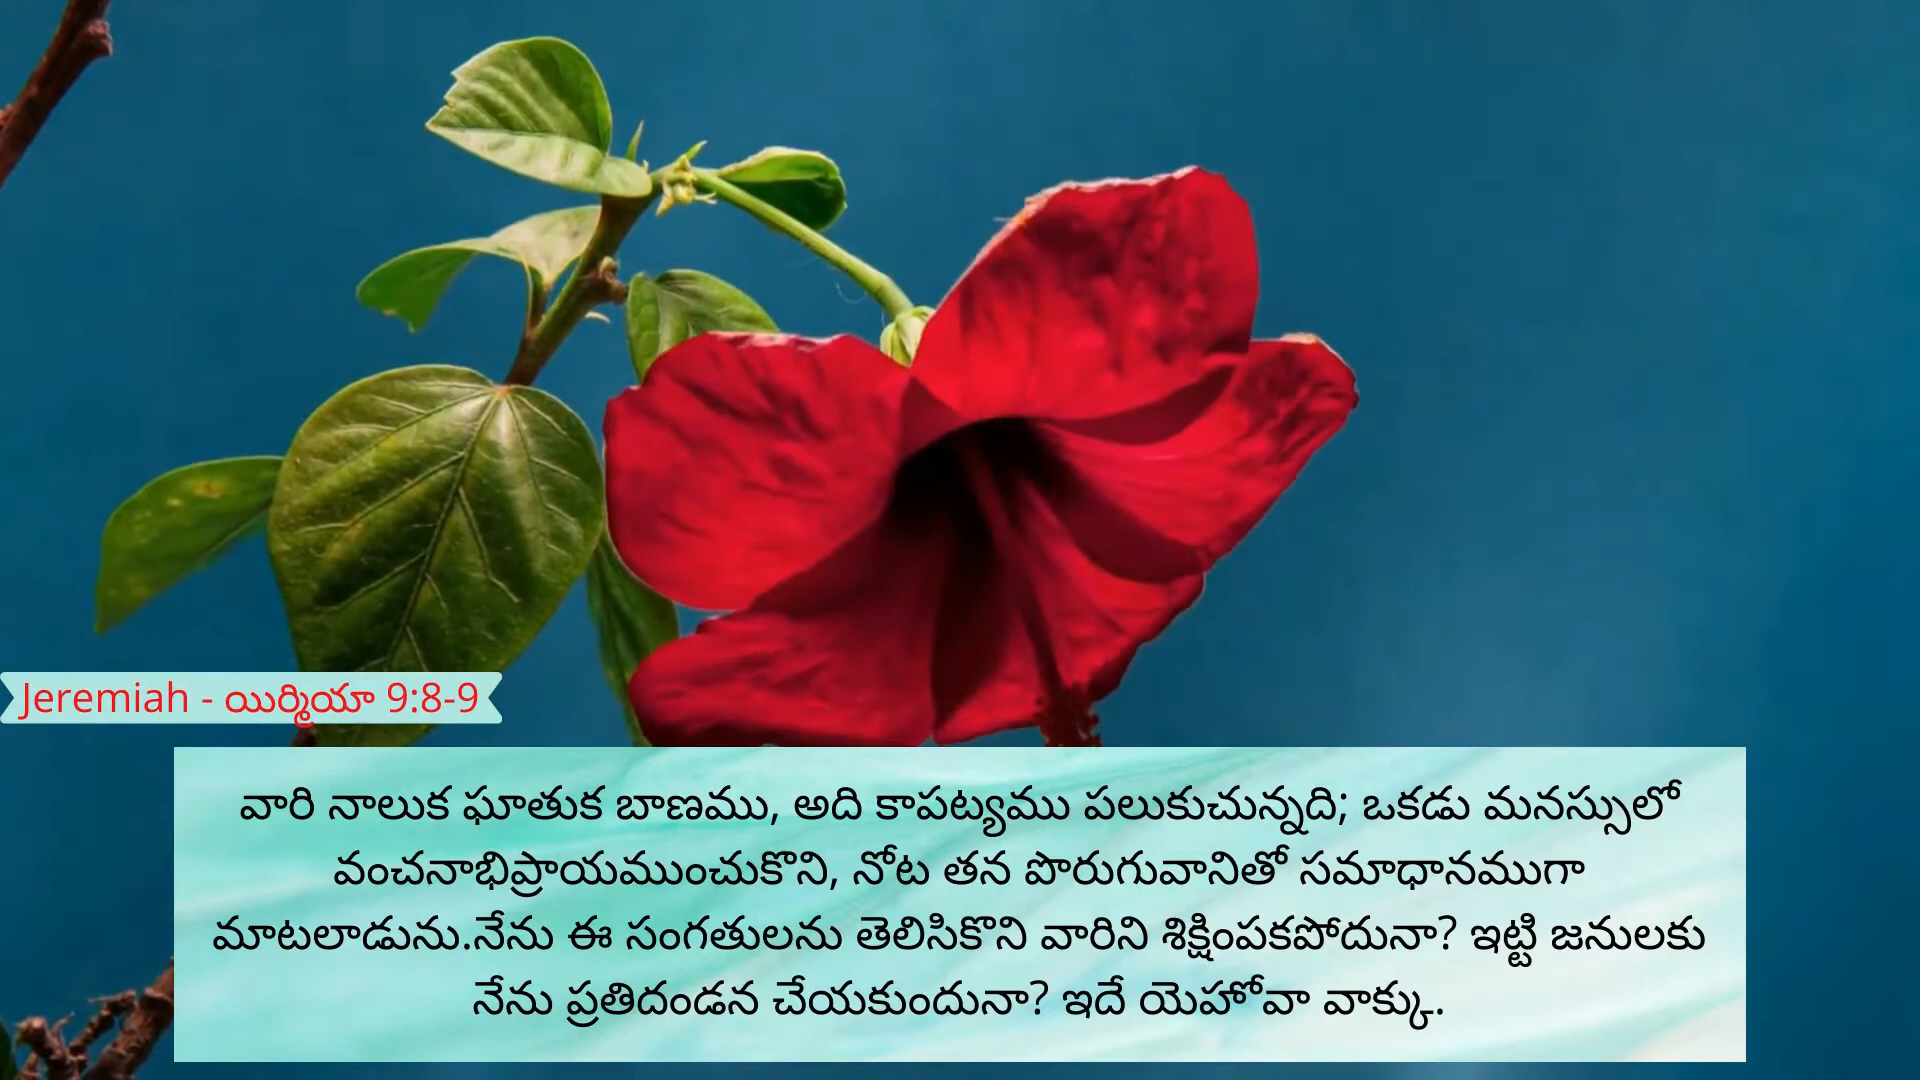 Jeremiah - యిర్మియా 9:8-9
వారి నాలుక ఘాతుక బాణము, అది కాపట్యము పలుకుచున్నది; ఒకడు మనస్సులో
వంచనాభిప్రాయముంచుకొని, నోట తన పొరుగువానితో సమాధానముగా
మాటలాడును.నేను ఈ సంగతులను తెలిసికొని వారిని శిక్షింపకపోదునా? ఇట్టి జనులకు
నేను ప్రతిదండన చేయకుందునా? ఇదే యెహోవా వాక్కు.